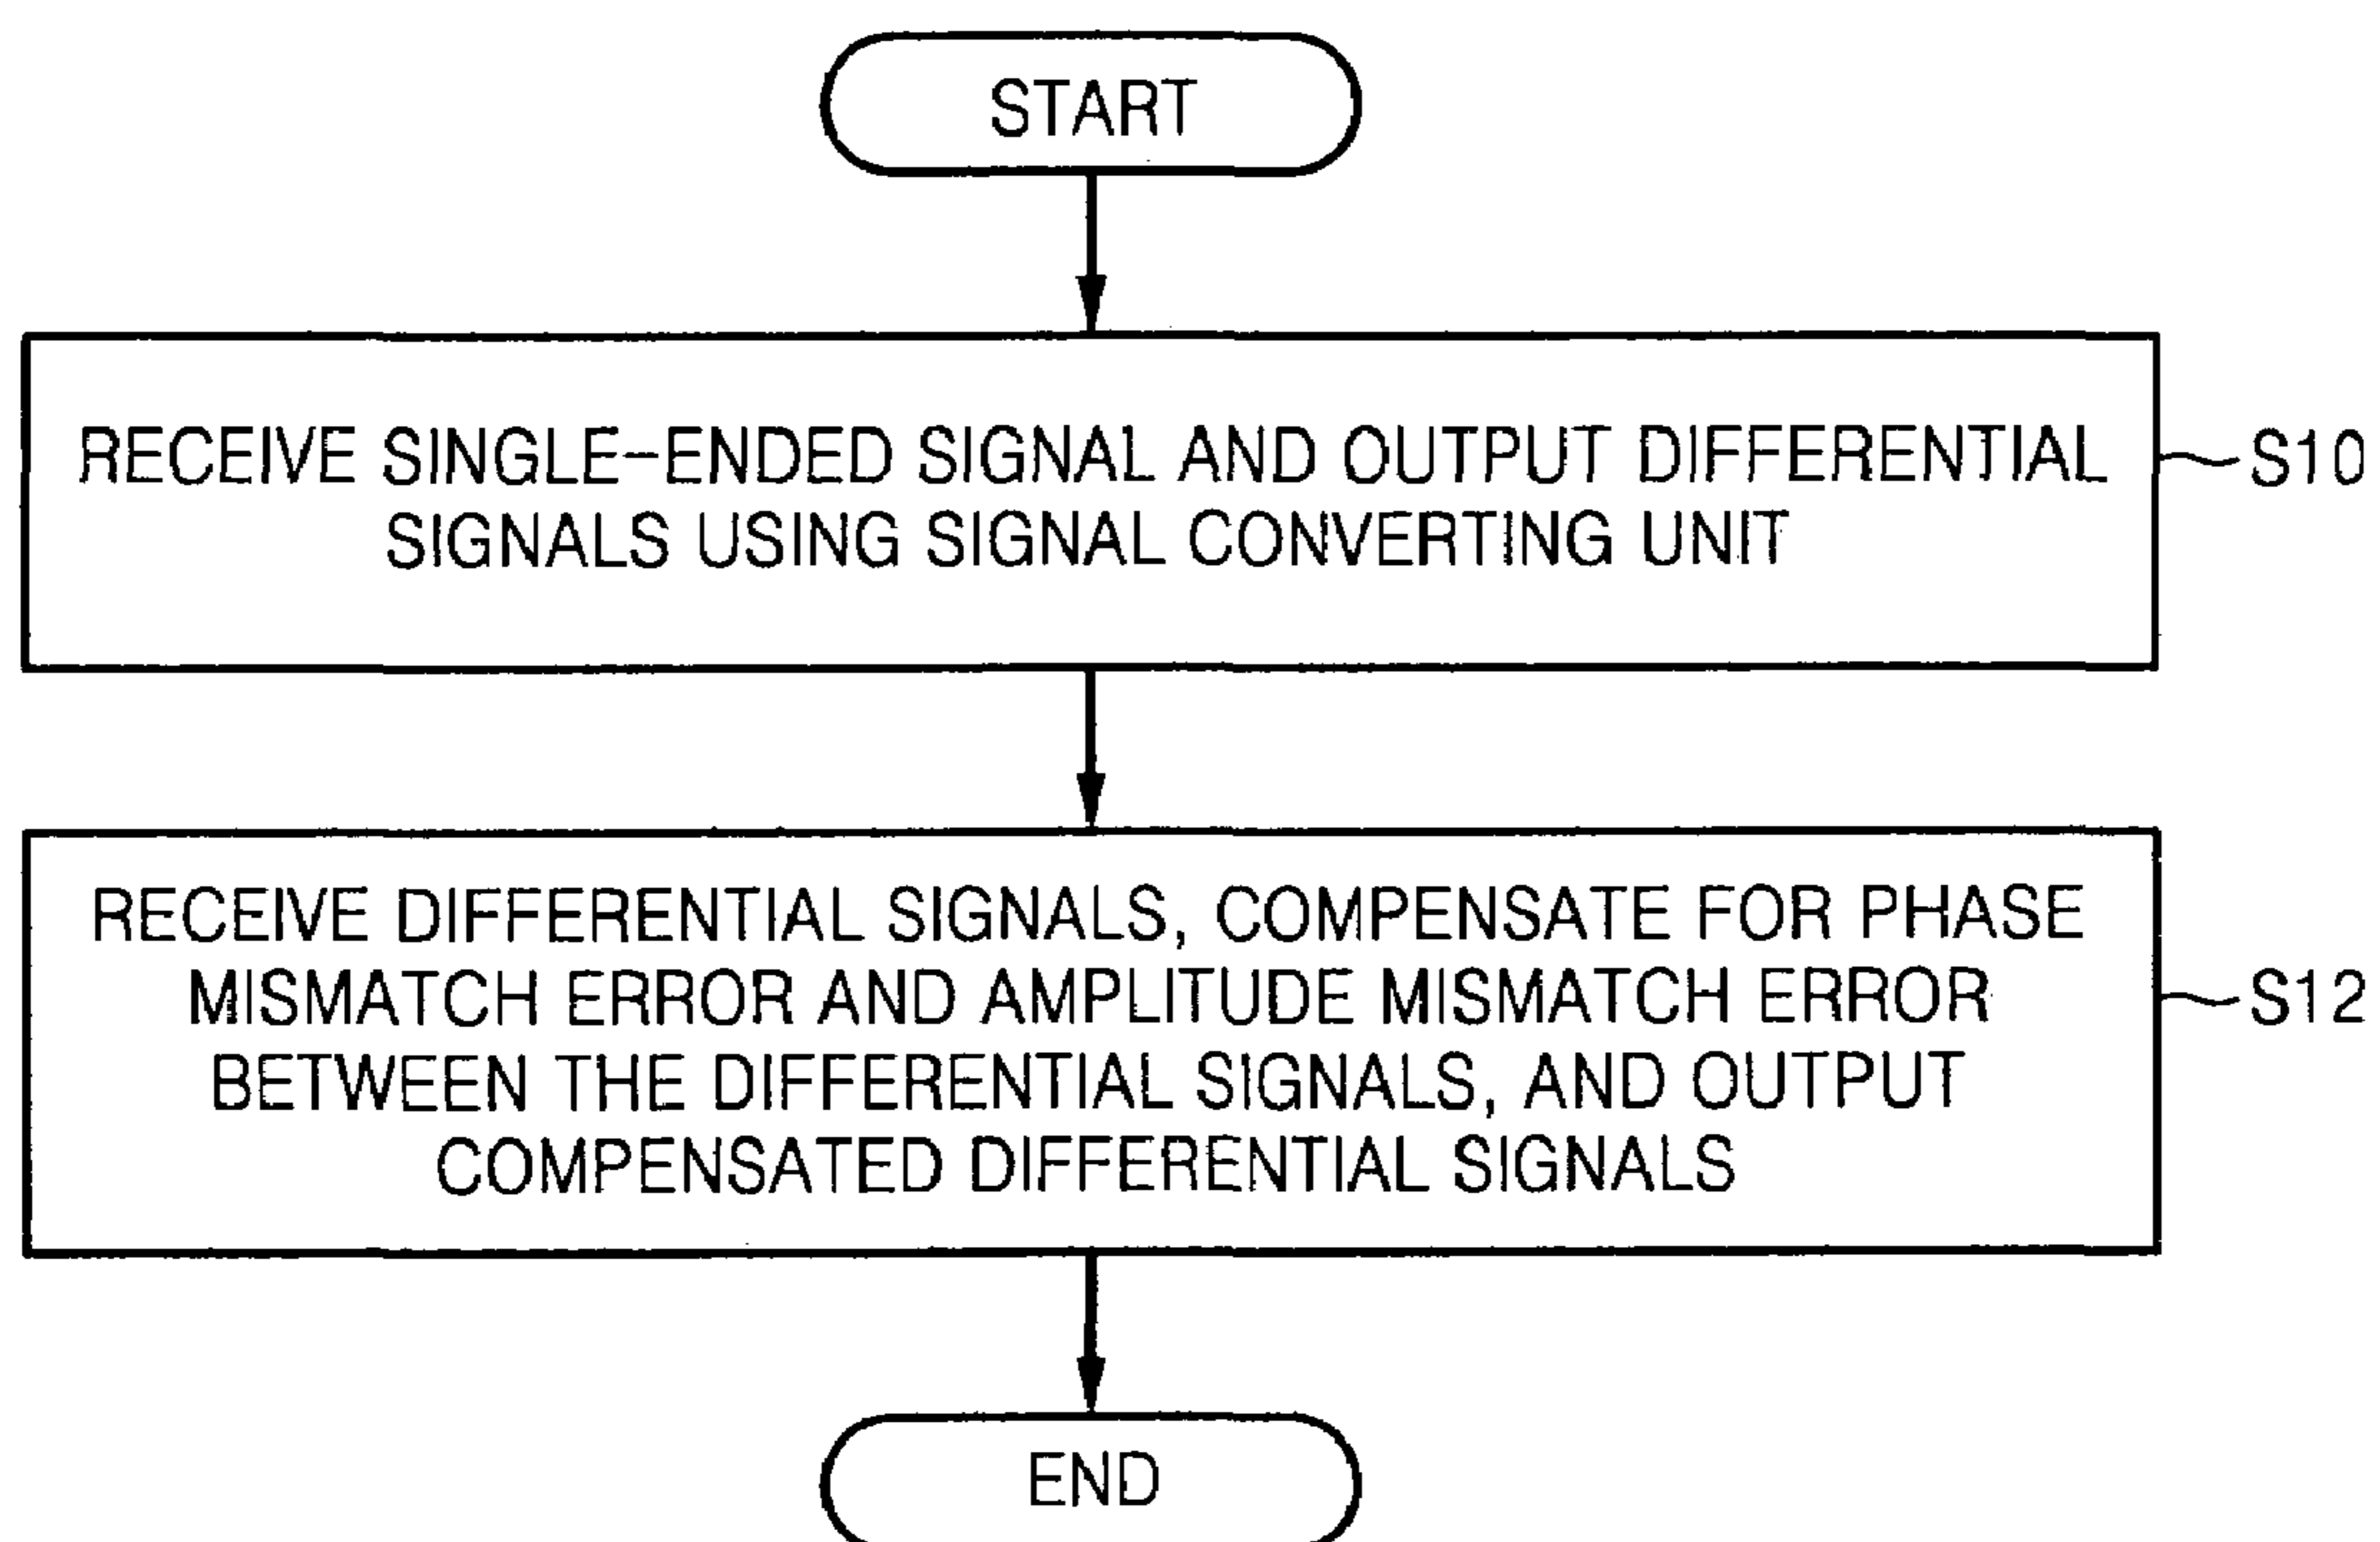 START
RECEIVE SINGLE-ENDED SIGNAL AND OUTPUT DIFFERENTIAL
SIGNALS USING SIGNAL CONVERTING UNIT
S10
RECEIVE DIFFERENTIAL SIGNALS, COMPENSATE FOR PHASE
MISMATCH ERROR AND AMPLITUDE MISMATCH ERROR
BETWEEN THE DIFFERENTIAL SIGNALS, AND OUTPUT
COMPENSATED DIFFERENTIAL SIGNALS
S12
END